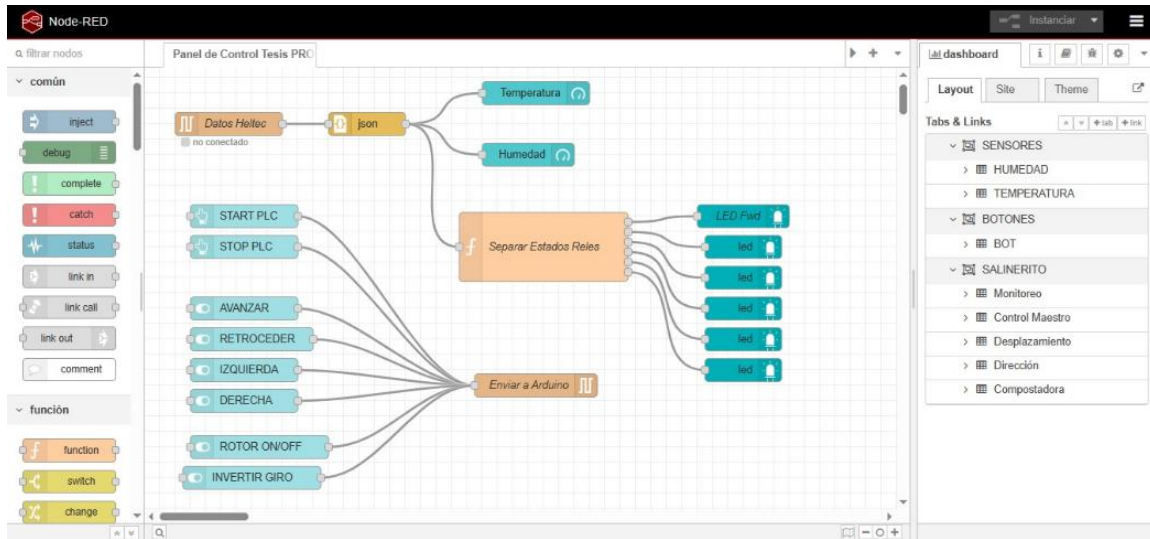 Node-RED
Instanciar
filtrar nodos
Panel de Control Tesis PRO
dashboard
i
común
inject
debug
complete
catch
status
link in
link call
link out
comment
función
function
switch
change
Temperatura
Datos Heltec
json
no conectado
Humedad
START PLC
STOP PLC
Separar Estados Reles
LED Fwd
led
led
led
led
led
AVANZAR
RETROCEDER
IZQUIERDA
DERECHA
Enviar a Arduino
ROTOR ON/OFF
INVERTIR GIRO
Layout
Site
Theme
Tabs & Links
+tab
+link
SENSORES
HUMEDAD
TEMPERATURA
BOTONES
BOT
SALINERITO
Monitoreo
Control Maestro
Desplazamiento
Dirección
Compostadora